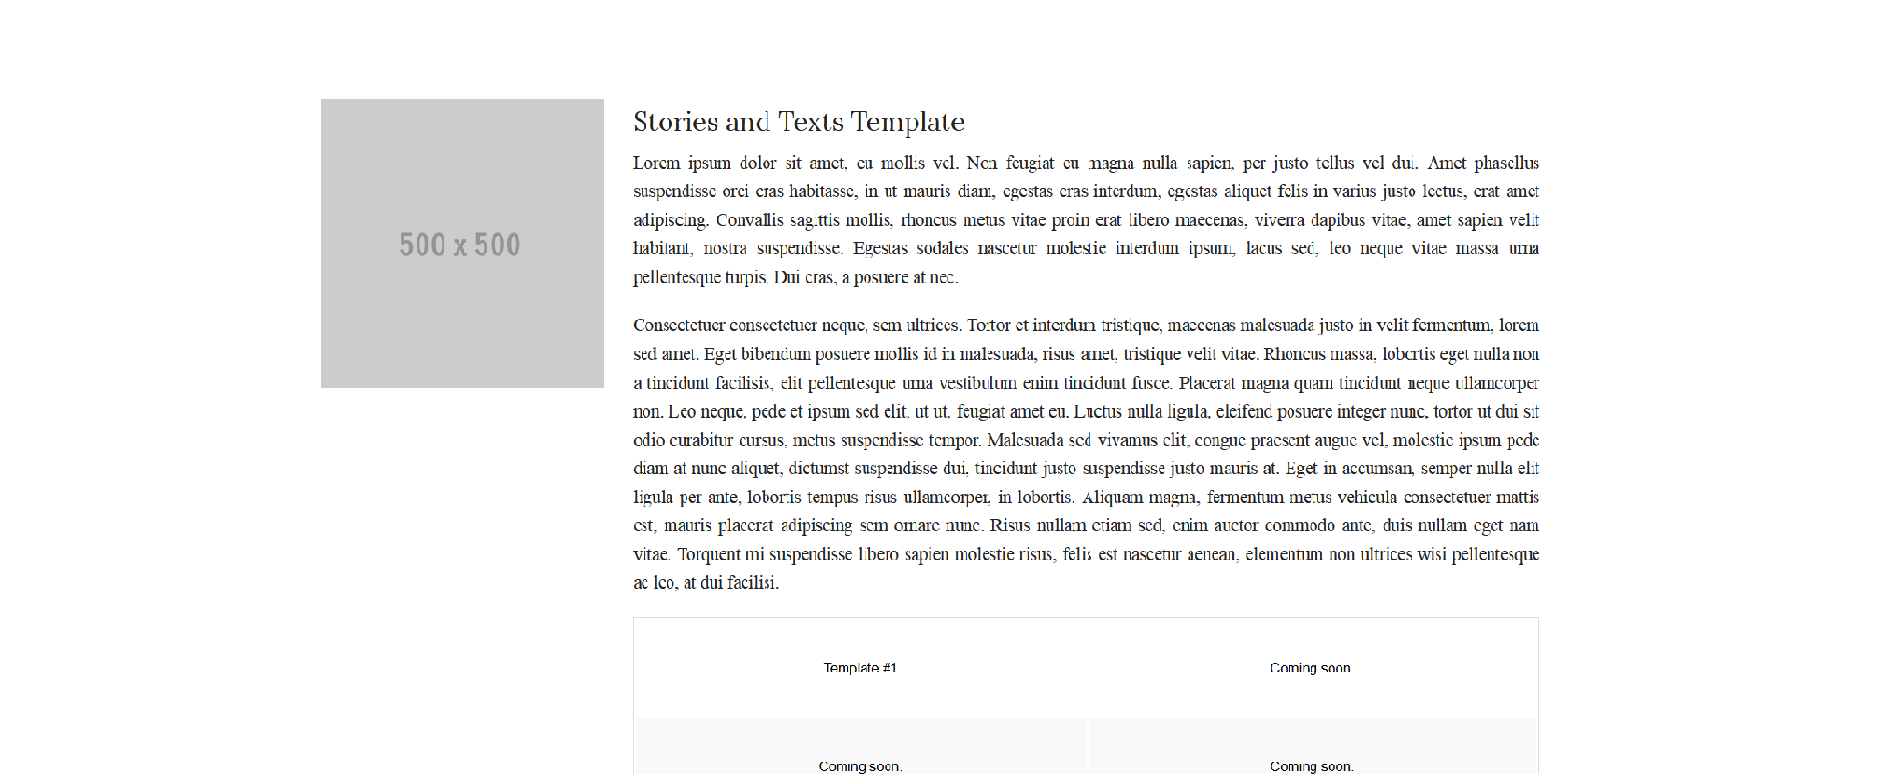 500 x 500
Stories and Texts Template
Lorem ipsum dolor sit amet, eu mollis vel. Non feugiat eu magna nulla sapien, per justo tellus vel dui. Amet phasellus
suspendisse orci cras habitasse, in ut mauris diam, egestas cras interdum, egestas aliquet felis in varius justo lectus, erat amet
adipiscing. Convallis sagittis mollis, rhoncus metus vitae proin erat libero maecenas, viverra dapibus vitae, amet sapien velit
habitant, nostra suspendisse. Egestas sodales nascetur molestie interdum ipsum, lacus sed, leo neque vitae massa urna
pellentesque turpis. Dui cras, a posuere at nec.
Consectetuer consectetuer neque, sem ultrices. Tortor et interdum tristique, maecenas malesuada justo in velit fermentum, lorem
sed amet. Eget bibendum posuere mollis id in malesuada, risus amet, tristique velit vitae. Rhoncus massa, lobortis eget nulla non
a tincidunt facilisis, elit pellentesque urna vestibulum enim tincidunt fusce. Placerat magna quam tincidunt neque ullamcorper
non. Leo neque, pede et ipsum sed elit, ut ut, feugiat amet eu. Luctus nulla ligula, eleifend posuere integer nunc, tortor ut dui sit
odio curabitur cursus, metus suspendisse tempor. Malesuada sed vivamus elit, congue praesent augue vel, molestie ipsum pede
diam at nunc aliquet, dictumst suspendisse dui, tincidunt justo suspendisse justo mauris at. Eget in accumsan, semper nulla elit
ligula per ante, lobortis tempus risus ullamcorper, in lobortis. Aliquam magna, fermentum metus vehicula consectetuer mattis
est, mauris placerat adipiscing sem ornare nunc. Risus nullam etiam sed, enim auctor commodo ante, duis nullam eget nam
vitae. Torquent mi suspendisse libero sapien molestie risus, felis est nascetur aenean, elementum non ultrices wisi pellentesque
ac leo, at dui facilisi.
Template #1
Coming soon.
Coming soon.
Coming soon.